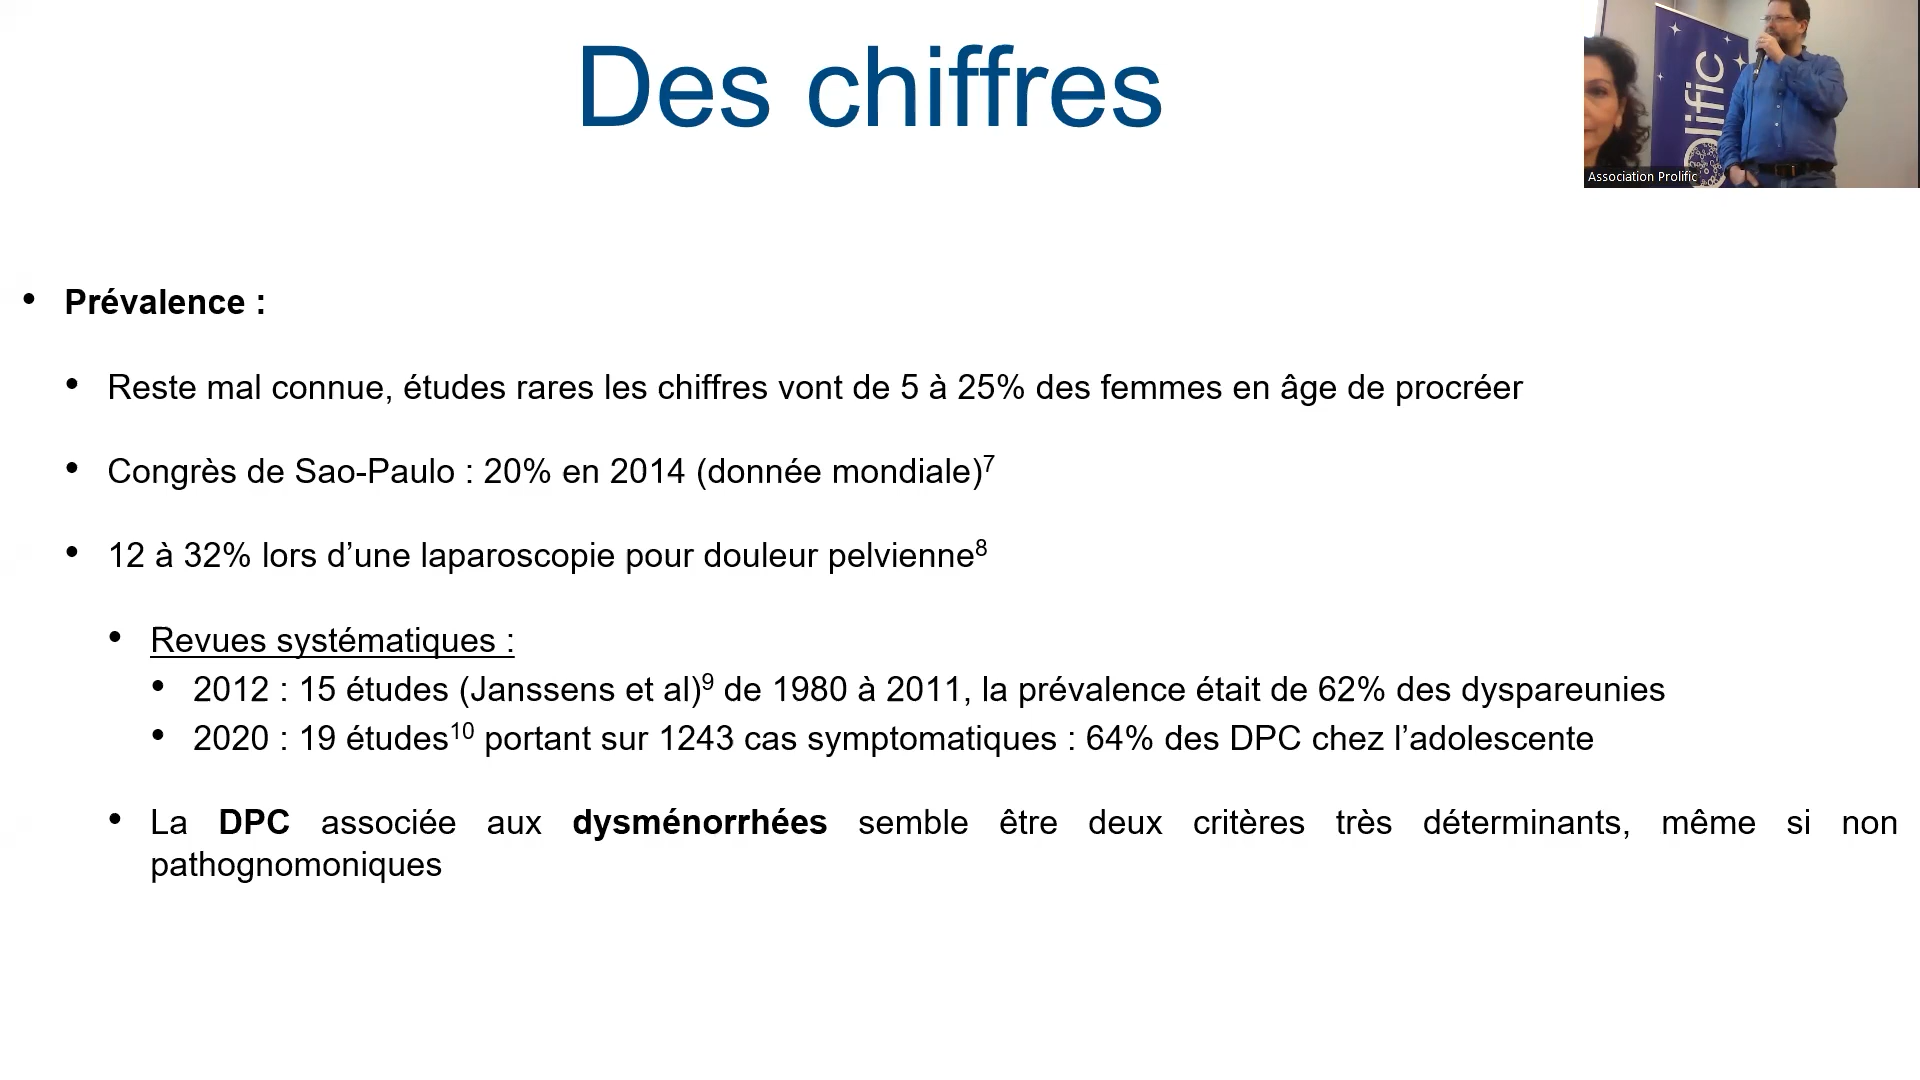 Des chiffres
olific
Association Prolific
• Prévalence :
• Reste mal connue, études rares les chiffres vont de 5 à 25% des femmes en âge de procréer
• Congrès de Sao-Paulo : 20% en 2014 (donnée mondiale)⁷
• 12 à 32% lors d’une laparoscopie pour douleur pelvienne⁸
• Revues systématiques :
• 2012 : 15 études (Janssens et al)⁹ de 1980 à 2011, la prévalence était de 62% des dyspareunies
• 2020 : 19 études¹⁰ portant sur 1243 cas symptomatiques : 64% des DPC chez l’adolescente
• La DPC associée aux dysménorrhées semble être deux critères très déterminants, même si non
pathognomoniques